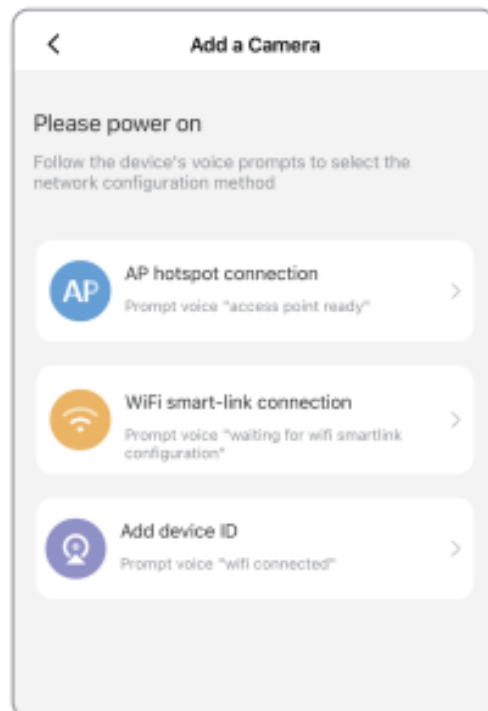 Add a Camera
Please power on
Follow the device's voice prompts to select the
network configuration method
AP
AP hotspot connection
Prompt voice "access point ready"
WiFi smart-link connection
Prompt voice "waiting for wifi smartlink
configuration"
Add device ID
Prompt voice "wifi connected"